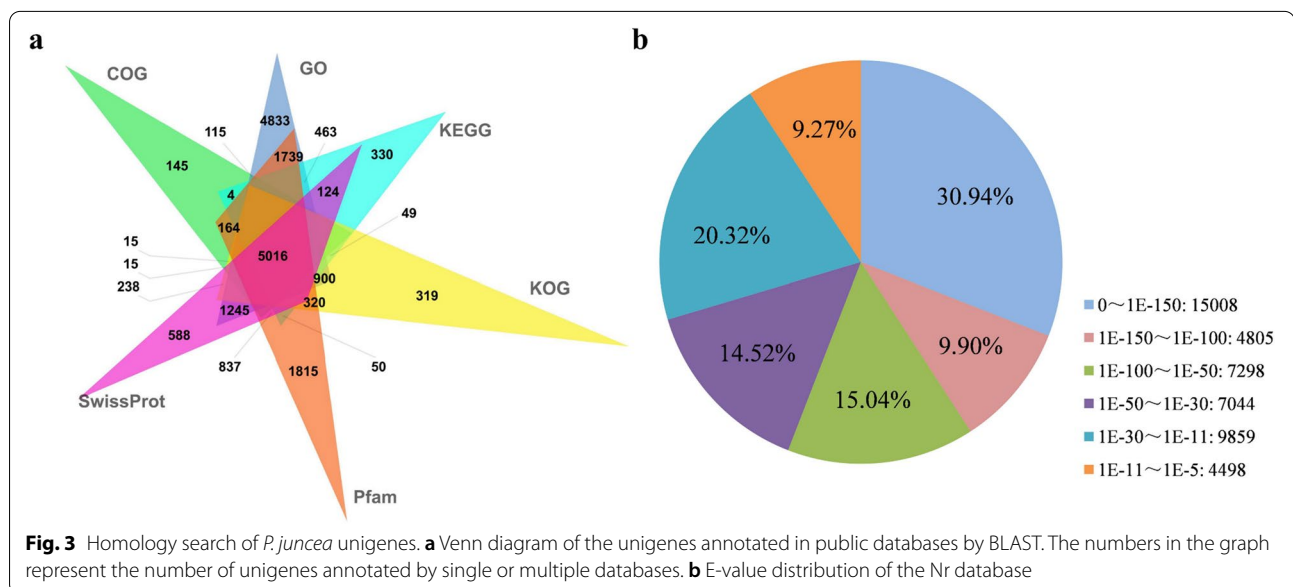 a
COG
GO
KEGG
KOG
Pfam
SwissProt
4833
115
463
1739
330
145
124
4
49
164
15
5016
15
900
238
319
320
1245
588
837
1815
50
b
30.94%
9.90%
15.04%
14.52%
20.32%
9.27%
0～1E-150: 15008
1E-150～1E-100: 4805
1E-100～1E-50: 7298
1E-50～1E-30: 7044
1E-30～1E-11: 9859
1E-11～1E-5: 4498
Fig. 3 Homology search of P. juncea unigenes. a Venn diagram of the unigenes annotated in public databases by BLAST. The numbers in the graph
represent the number of unigenes annotated by single or multiple databases. b E-value distribution of the Nr database